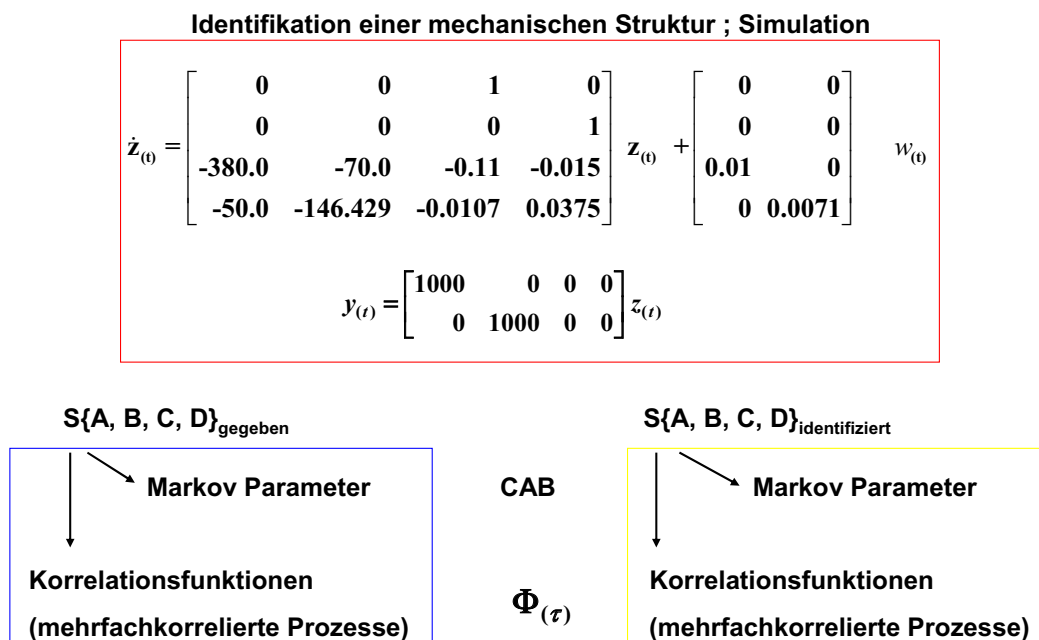 Identifikation einer mechanischen Struktur ; Simulation
ż(t) = [ 0 0 1 0 ; 0 0 0 1 ; -380.0 -70.0 -0.11 -0.015 ; -50.0 -146.429 -0.0107 0.0375 ] z(t) + [ 0 0 ; 0 0 ; 0.01 0 ; 0 0.0071 ] w(t)
y(t) = [ 1000 0 0 0 ; 0 1000 0 0 ] z(t)
S{A, B, C, D}gegeben S{A, B, C, D}identifiziert
Markov Parameter CAB Markov Parameter
Korrelationsfunktionen Φ(τ) Korrelationsfunktionen
(mehrfachkorrelierte Prozesse) (mehrfachkorrelierte Prozesse)